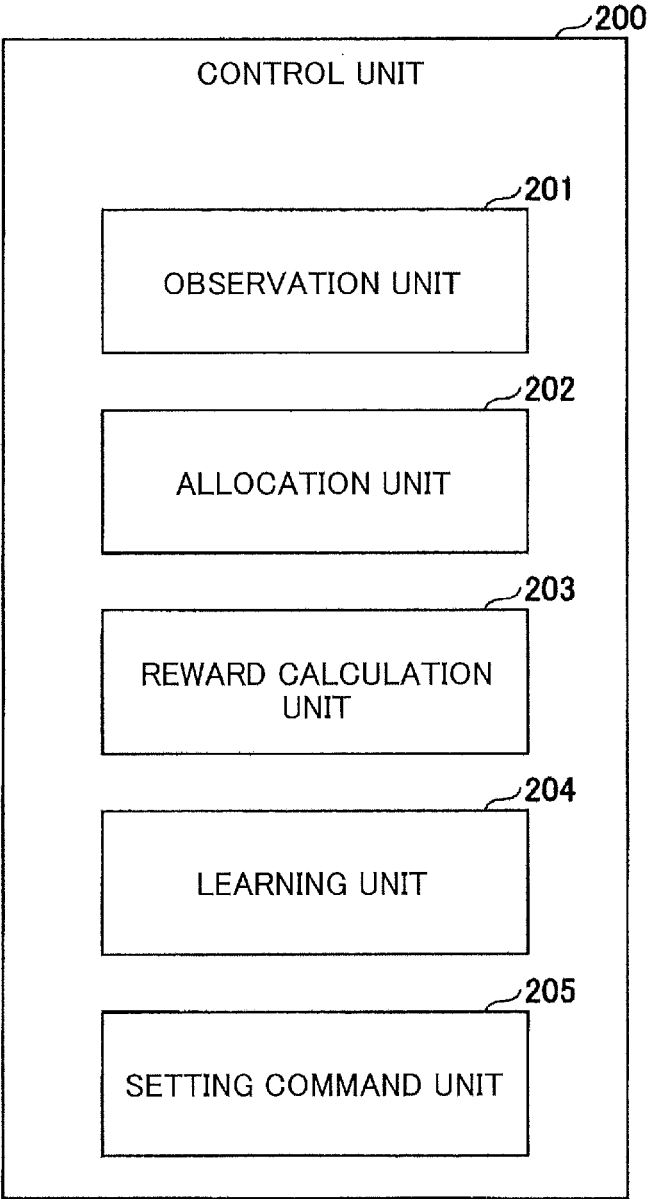 200
CONTROL UNIT
201
OBSERVATION UNIT
202
ALLOCATION UNIT
203
REWARD CALCULATION
UNIT
204
LEARNING UNIT
205
SETTING COMMAND UNIT